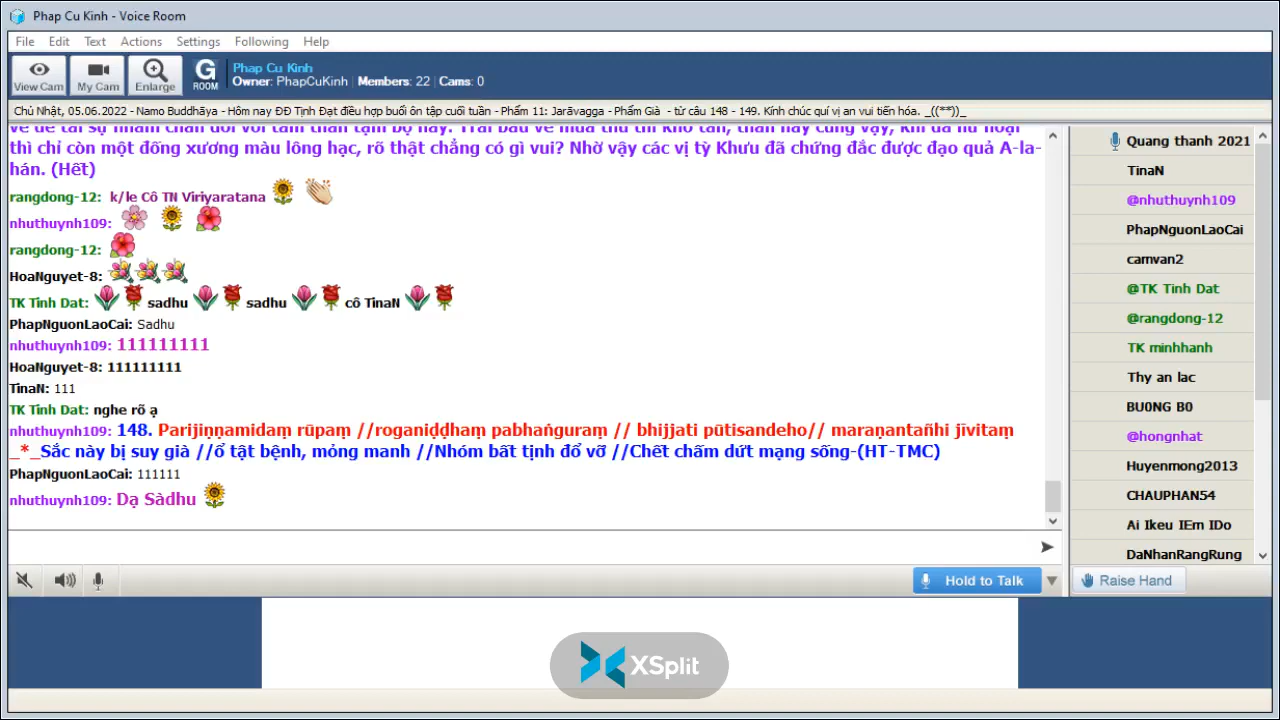 Phap Cu Kinh - Voice Room
File Edit Text Actions Settings Following Help
View Cam My Cam Enlarge G ROOM Phap Cu Kinh
Owner: PhapCuKinh | Members: 22 | Cams: 0
Chủ Nhật, 05.06.2022 - Namo Buddhāya - Hôm nay ĐĐ Tịnh Đạt điều hợp buổi ôn tập cuối tuần - Phẩm 11: Jarāvagga - Phẩm Già - từ câu 148 - 149. Kính chúc quí vị an vui tiến hóa. _((**))_
thì chỉ còn một đống xương màu lông hạc, rõ thật chẳng có gì vui? Nhờ vậy các vị tỳ Khưu đã chứng đắc được đạo quả A-la-
hán. (Hết)
rangdong-12: k/le Cô TN Viriyaratana
nhuthuynh109:
rangdong-12:
HoaNguyet-8:
TK Tinh Dat: sadhu sadhu cô TinaN
PhapNguonLaoCai: Sadhu
nhuthuynh109: 111111111
HoaNguyet-8: 111111111
TinaN: 111
TK Tinh Dat: nghe rõ ạ
nhuthuynh109: 148. Parijiṇṇamidaṃ rūpaṃ //roganiḍḍhaṃ pabhaṅguraṃ // bhijjati pūtisandeho// maraṇantañhi jīvitaṃ
_*_Sắc này bị suy già //ổ tật bệnh, mỏng manh //Nhóm bất tịnh đổ vỡ //Chết chấm dứt mạng sống-(HT-TMC)
PhapNguonLaoCai: 111111
nhuthuynh109: Dạ Sàdhu
Quang thanh 2021
TinaN
@nhuthuynh109
PhapNguonLaoCai
camvan2
@TK Tinh Dat
@rangdong-12
TK minhhanh
Thy an lac
BU0NG B0
@hongnhat
Huyenmong2013
CHAUPHAN54
Ai Ikeu IEm IDo
DaNhanRangRung
Hold to Talk
Raise Hand
XSplit